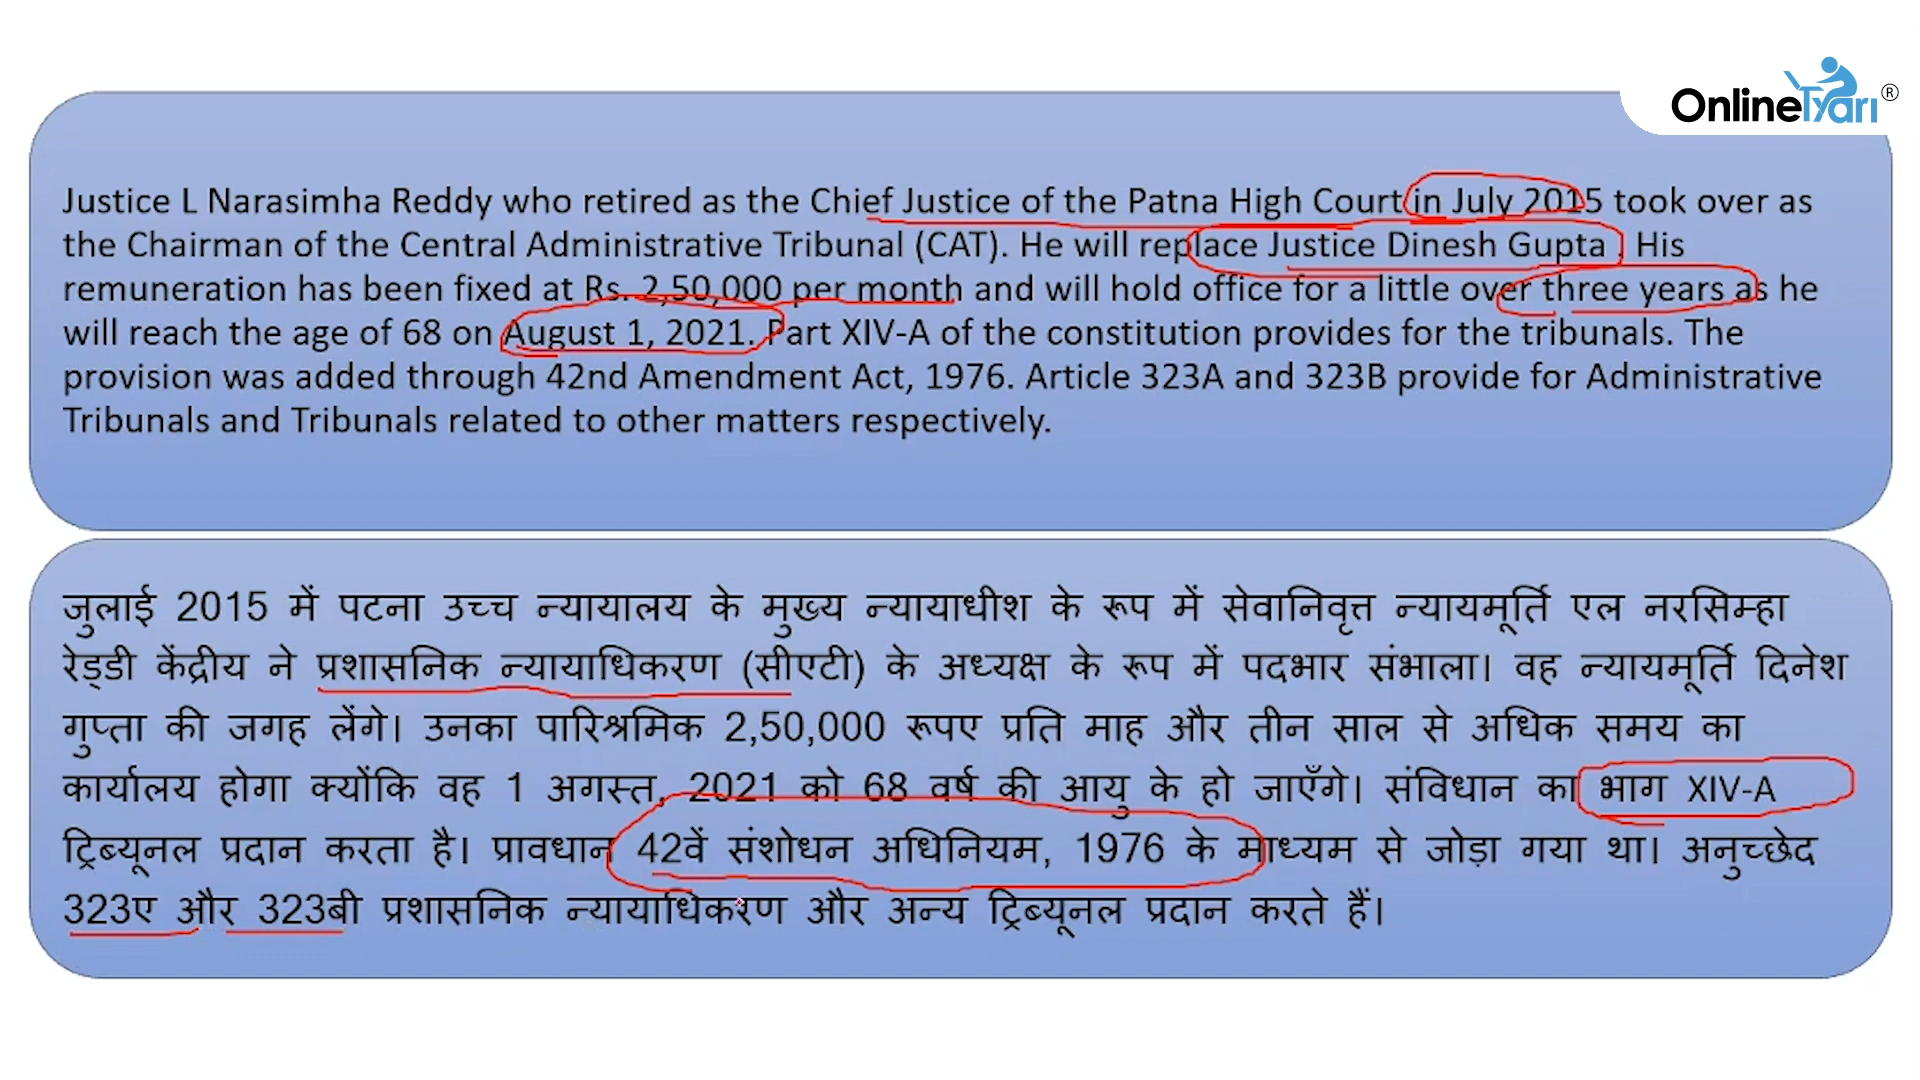 OnlineTyari®
Justice L Narasimha Reddy who retired as the Chief Justice of the Patna High Court in July 2015 took over as
the Chairman of the Central Administrative Tribunal (CAT). He will replace Justice Dinesh Gupta . His
remuneration has been fixed at Rs. 2,50,000 per month and will hold office for a little over three years as he
will reach the age of 68 on August 1, 2021. Part XIV-A of the constitution provides for the tribunals. The
provision was added through 42nd Amendment Act, 1976. Article 323A and 323B provide for Administrative
Tribunals and Tribunals related to other matters respectively.
जुलाई 2015 में पटना उच्च न्यायालय के मुख्य न्यायाधीश के रूप में सेवानिवृत्त न्यायमूर्ति एल नरसिम्हा
रेड्डी केंद्रीय ने प्रशासनिक न्यायाधिकरण (सीएटी) के अध्यक्ष के रूप में पदभार संभाला। वह न्यायमूर्ति दिनेश
गुप्ता की जगह लेंगे। उनका पारिश्रमिक 2,50,000 रूपए प्रति माह और तीन साल से अधिक समय का
कार्यालय होगा क्योंकि वह 1 अगस्त, 2021 को 68 वर्ष की आयु के हो जाएँगे। संविधान का भाग XIV-A
ट्रिब्यूनल प्रदान करता है। प्रावधान 42वें संशोधन अधिनियम, 1976 के माध्यम से जोड़ा गया था। अनुच्छेद
323ए और 323बी प्रशासनिक न्यायाधिकरण और अन्य ट्रिब्यूनल प्रदान करते हैं।